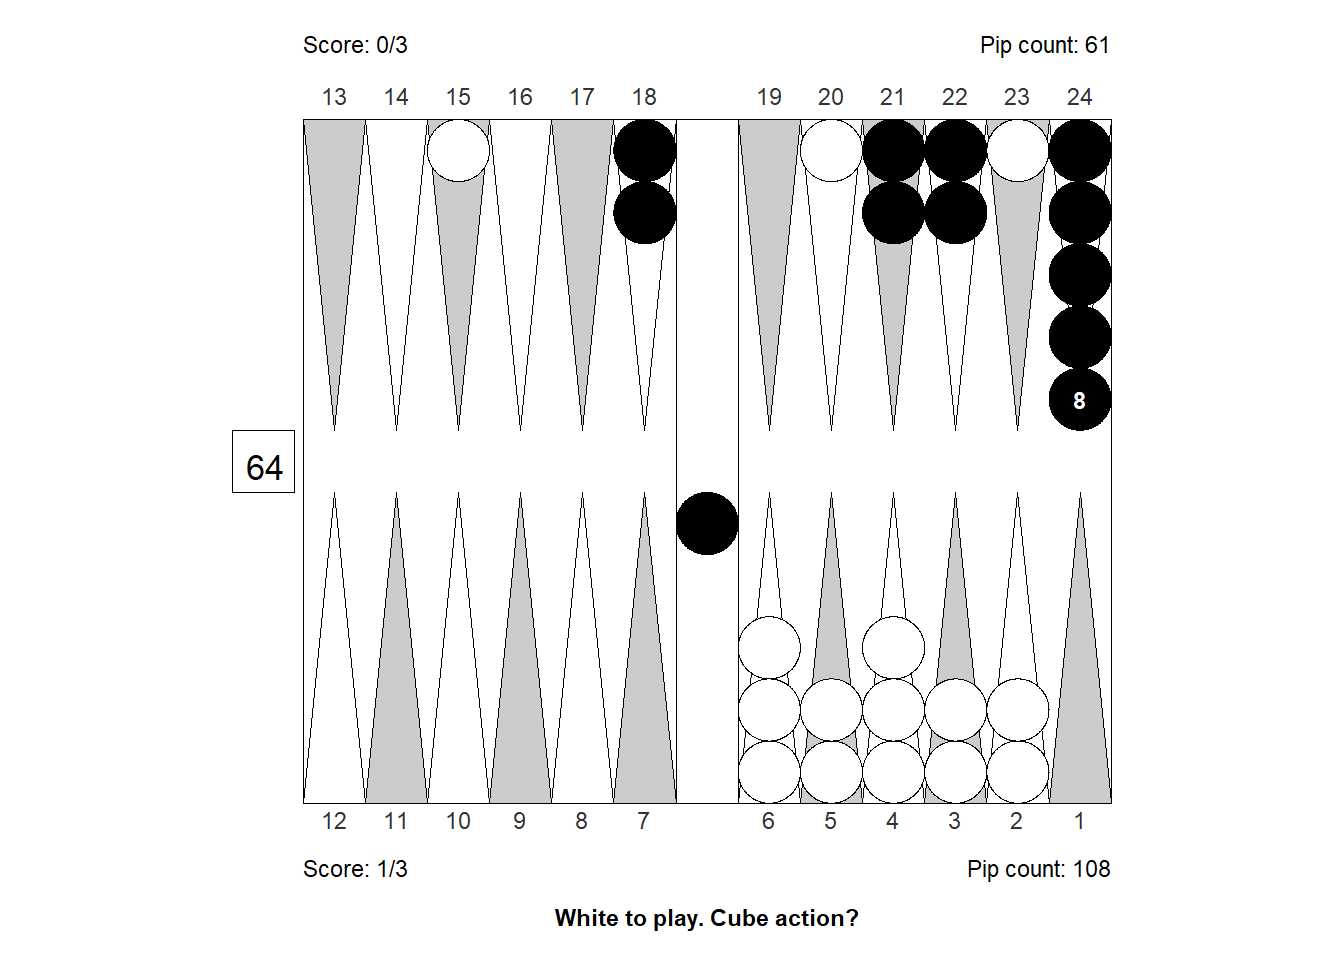 Score: 0/3 Pip count: 61
13 14 15 16 17 18 19 20 21 22 23 24
8
64
12 11 10 9 8 7 6 5 4 3 2 1
Score: 1/3 Pip count: 108
White to play. Cube action?